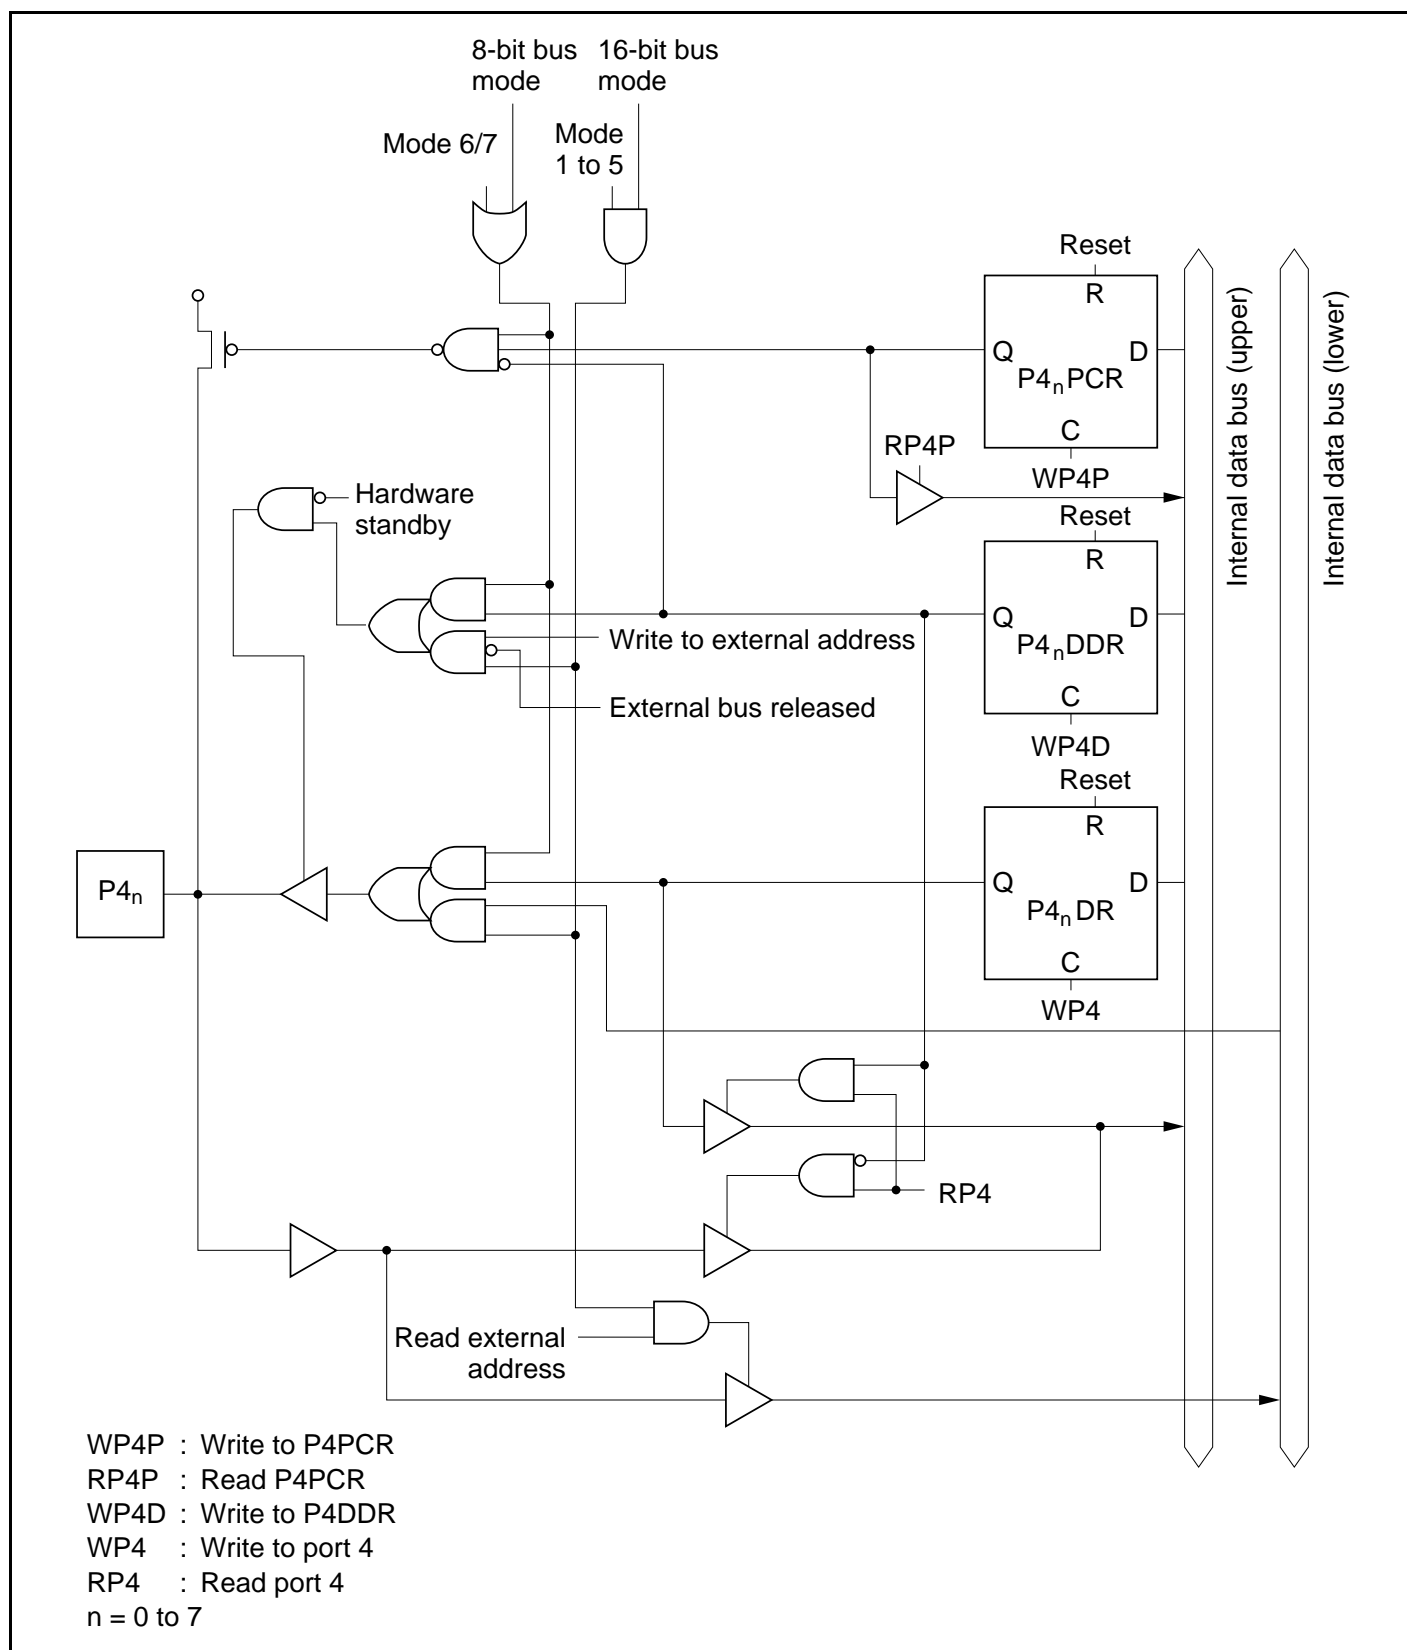 8-bit bus
mode
16-bit bus
mode
Mode 6/7
Mode
1 to 5
Reset
R
Q
D
P4nPCR
C
WP4P
RP4P
Internal data bus (upper)
Internal data bus (lower)
Hardware
standby
Reset
R
Q
D
P4nDDR
C
WP4D
Write to external address
External bus released
Reset
R
Q
D
P4nDR
C
WP4
P4n
RP4
Read external
address
WP4P : Write to P4PCR
RP4P : Read P4PCR
WP4D : Write to P4DDR
WP4 : Write to port 4
RP4 : Read port 4
n = 0 to 7